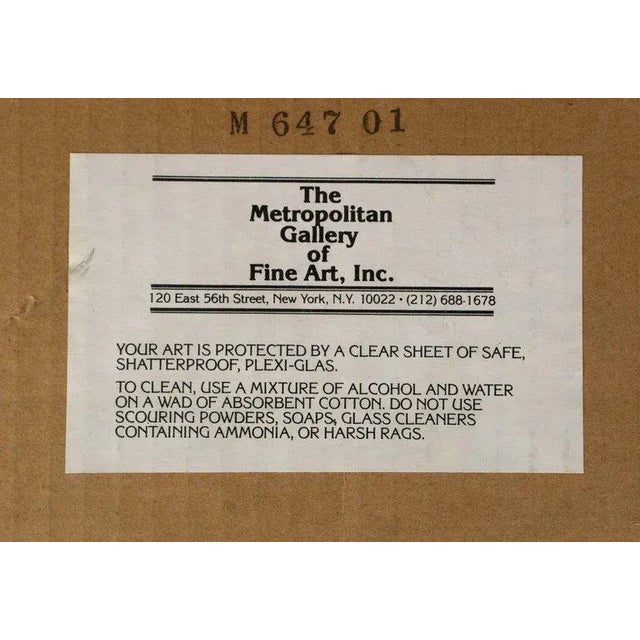 M 647 01
The
Metropolitan
Gallery
of
Fine Art, Inc.
120 East 56th Street, New York, N.Y. 10022 • (212) 688-1678
YOUR ART IS PROTECTED BY A CLEAR SHEET OF SAFE,
SHATTERPROOF, PLEXI-GLAS.
TO CLEAN, USE A MIXTURE OF ALCOHOL AND WATER
ON A WAD OF ABSORBENT COTTON. DO NOT USE
SCOURING POWDERS, SOAPS, GLASS CLEANERS
CONTAINING AMMONIA, OR HARSH RAGS.